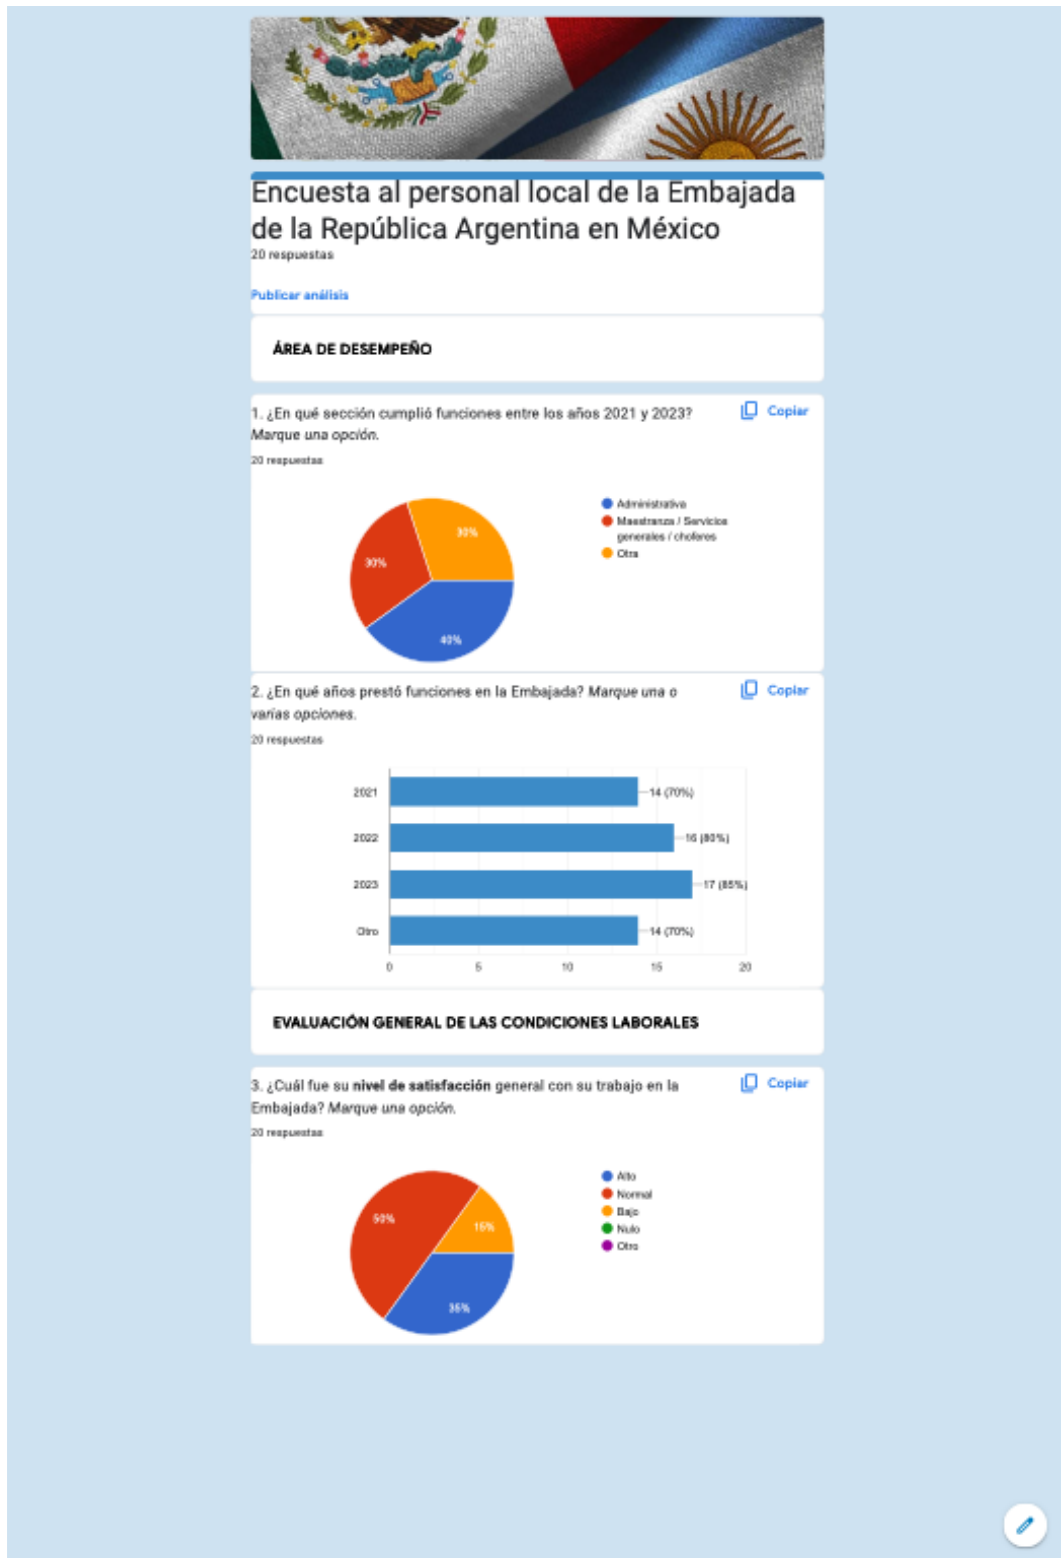 Encuesta al personal local de la Embajada
de la República Argentina en México
20 respuestas
Publicar análisis
ÁREA DE DESEMPEÑO
1. ¿En qué sección cumplió funciones entre los años 2021 y 2023?
Marque una opción.
Copiar
20 respuestas
Administrativa
Maestranza / Servicios
generales / choferes
Otra
30%
30%
40%
2. ¿En qué años prestó funciones en la Embajada? Marque una o
varias opciones.
Copiar
20 respuestas
2021
14 (70%)
2022
16 (80%)
2023
17 (85%)
Otro
14 (70%)
0 5 10 15 20
EVALUACIÓN GENERAL DE LAS CONDICIONES LABORALES
3. ¿Cuál fue su nivel de satisfacción general con su trabajo en la
Embajada? Marque una opción.
Copiar
20 respuestas
Alto
Normal
Bajo
Nulo
Otro
50%
15%
35%